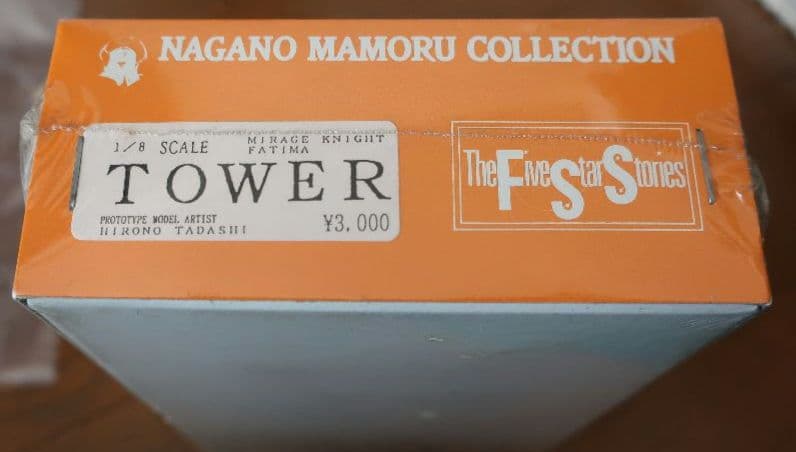 NAGANO MAMORU COLLECTION
1/8 SCALE
MIRAGE KNIGHT
FATIMA
TOWER
PROTOTYPE MODEL ARTIST
HIRONO TADASHI
¥3,000
The Five Star Stories